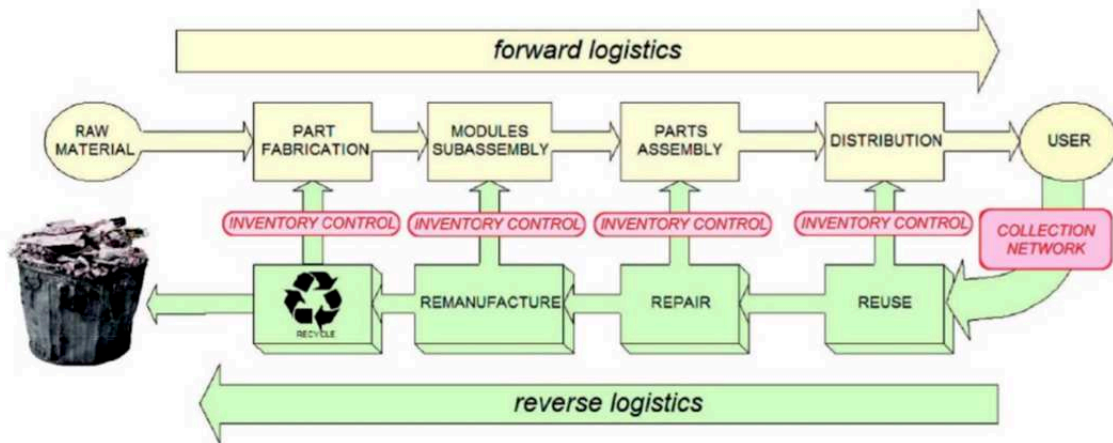 forward logistics
RAW
MATERIAL
PART
FABRICATION
MODULES
SUBASSEMBLY
PARTS
ASSEMBLY
DISTRIBUTION
USER
INVENTORY CONTROL
INVENTORY CONTROL
INVENTORY CONTROL
INVENTORY CONTROL
COLLECTION
NETWORK
RECYCLE
REMANUFACTURE
REPAIR
REUSE
reverse logistics